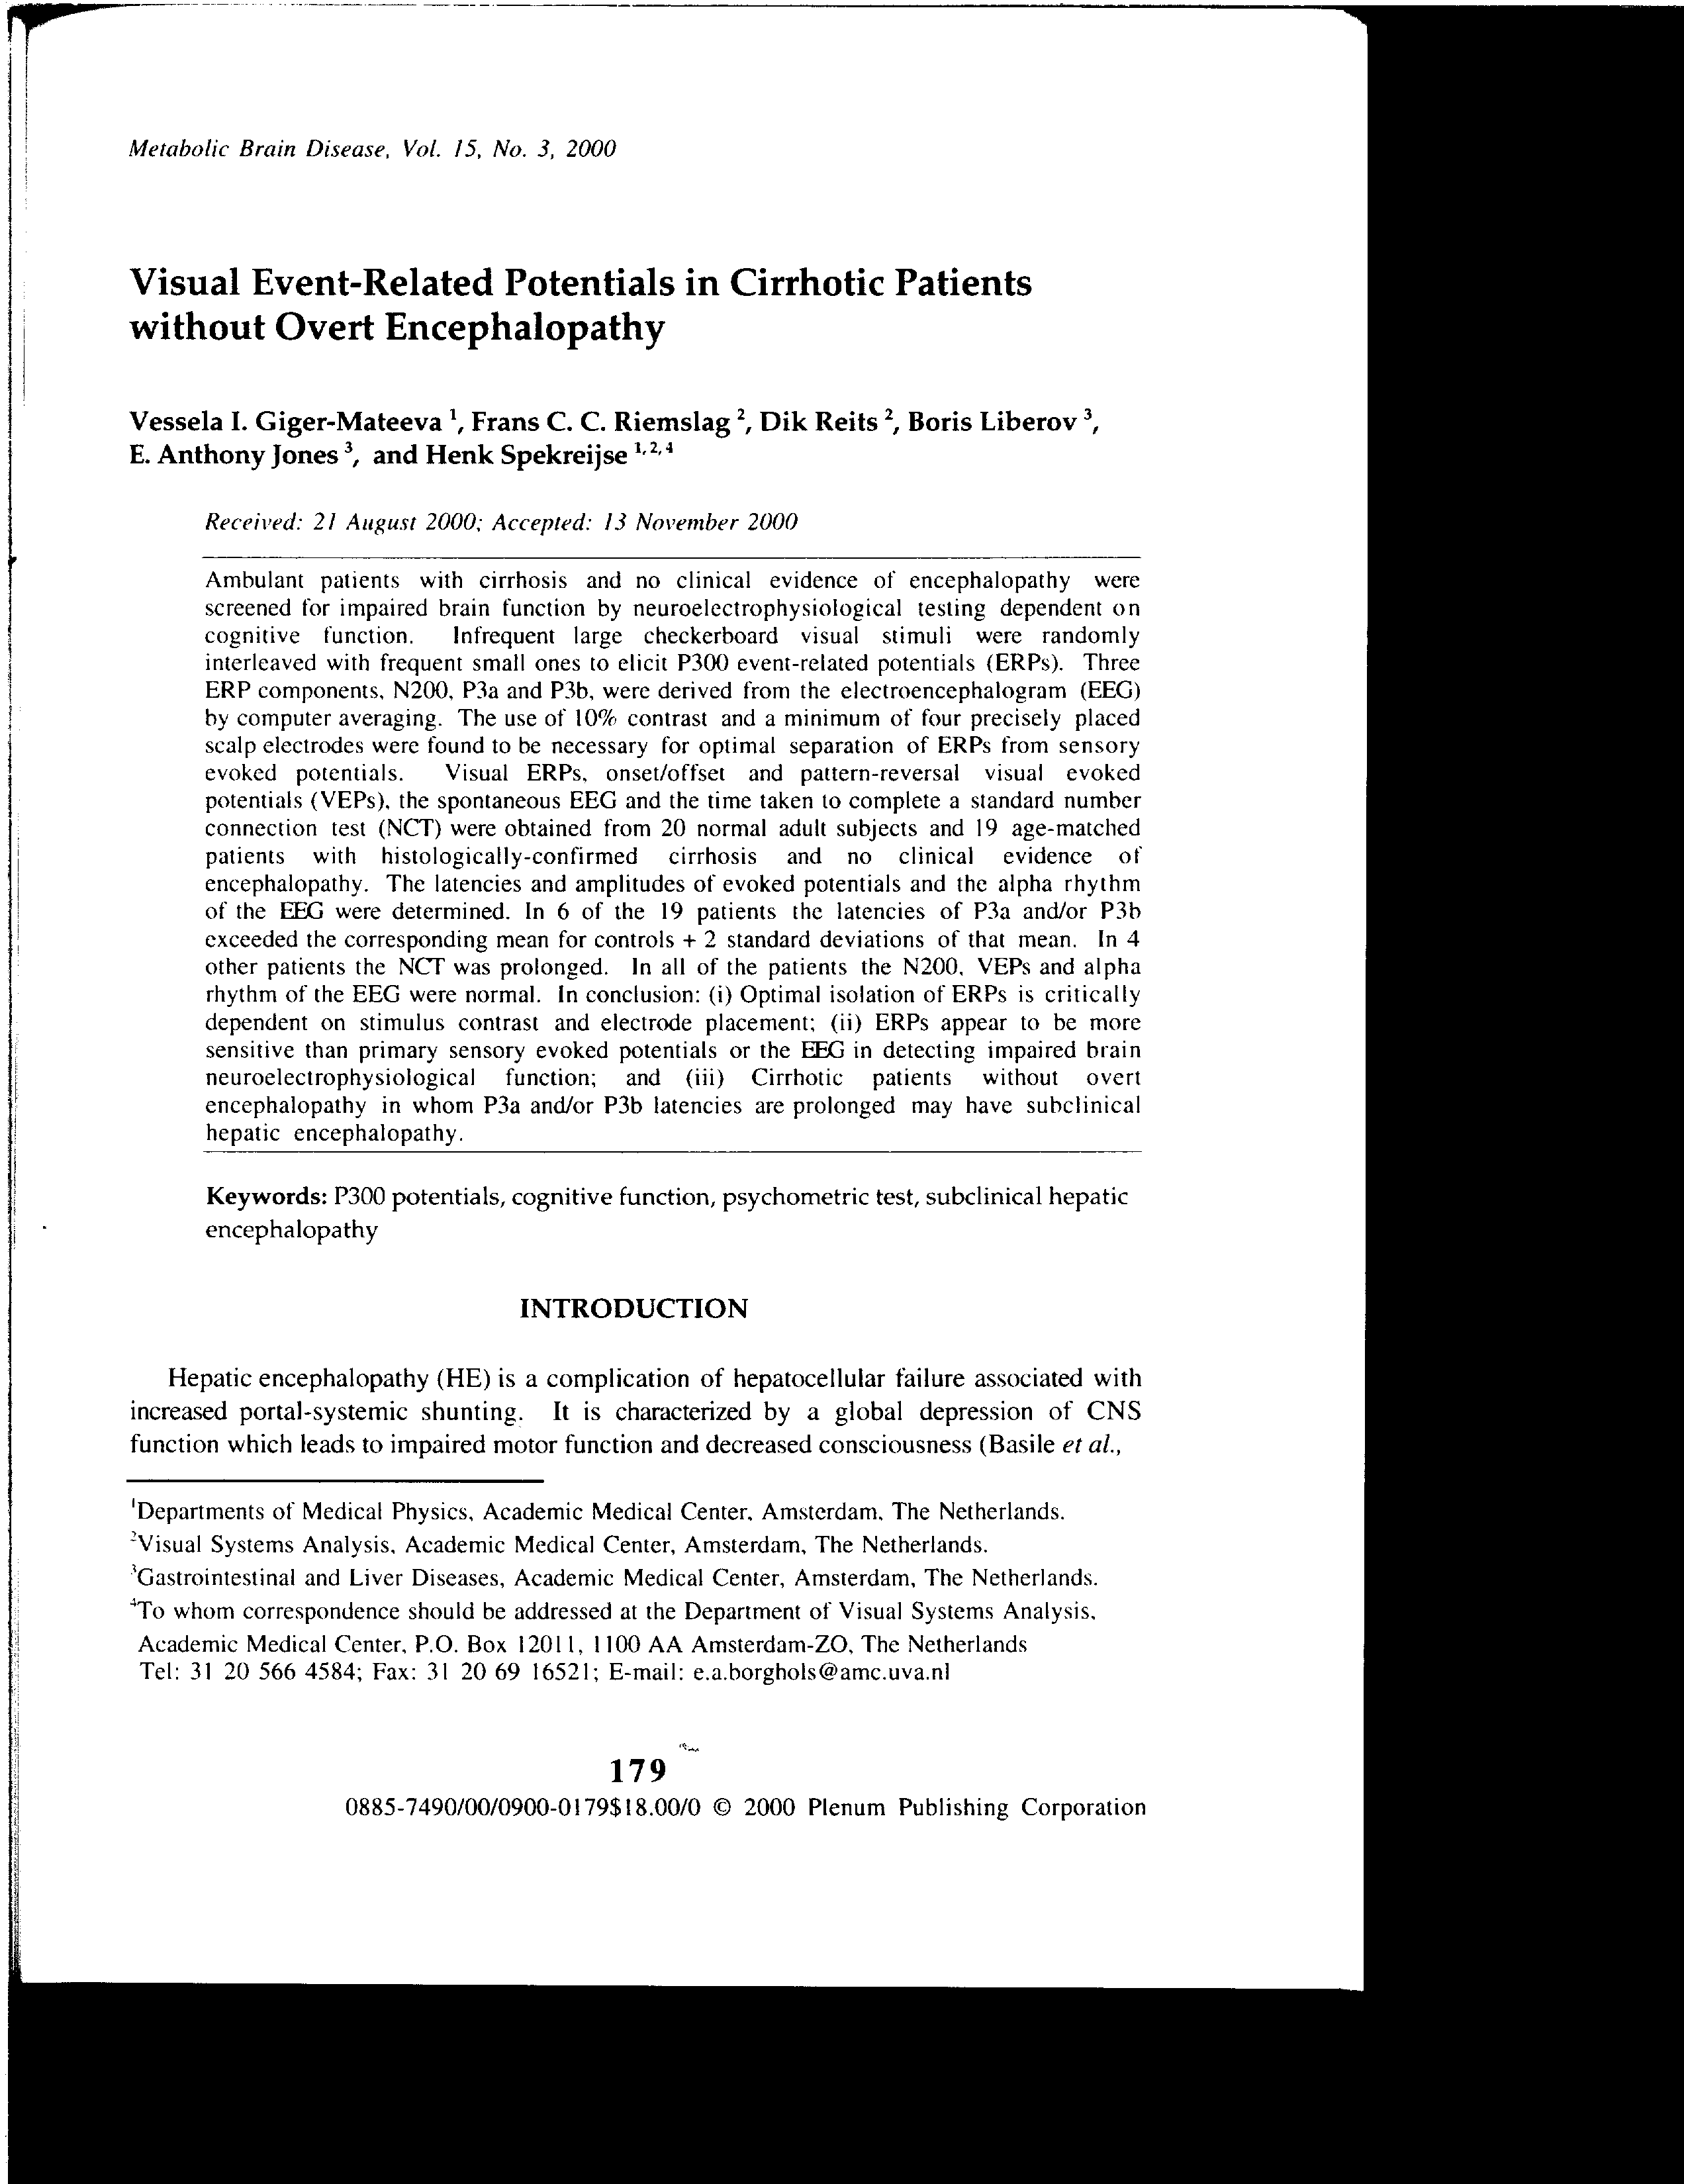 Metabolic Brain Disease, Vol. 15, No. 3, 2000
Visual Event-Related Potentials in Cirrhotic Patients
without Overt Encephalopathy
Vessela I. Giger-Mateeva ¹, Frans C. C. Riemslag ², Dik Reits ², Boris Liberov ³,
E. Anthony Jones ³, and Henk Spekreijse ¹,²,⁴
Received: 21 August 2000; Accepted: 13 November 2000
Ambulant patients with cirrhosis and no clinical evidence of encephalopathy were
screened for impaired brain function by neuroelectrophysiological testing dependent on
cognitive function. Infrequent large checkerboard visual stimuli were randomly
interleaved with frequent small ones to elicit P300 event-related potentials (ERPs). Three
ERP components, N200, P3a and P3b, were derived from the electroencephalogram (EEG)
by computer averaging. The use of 10% contrast and a minimum of four precisely placed
scalp electrodes were found to be necessary for optimal separation of ERPs from sensory
evoked potentials. Visual ERPs, onset/offset and pattern-reversal visual evoked
potentials (VEPs), the spontaneous EEG and the time taken to complete a standard number
connection test (NCT) were obtained from 20 normal adult subjects and 19 age-matched
patients with histologically-confirmed cirrhosis and no clinical evidence of
encephalopathy. The latencies and amplitudes of evoked potentials and the alpha rhythm
of the EEG were determined. In 6 of the 19 patients the latencies of P3a and/or P3b
exceeded the corresponding mean for controls + 2 standard deviations of that mean. In 4
other patients the NCT was prolonged. In all of the patients the N200, VEPs and alpha
rhythm of the EEG were normal. In conclusion: (i) Optimal isolation of ERPs is critically
dependent on stimulus contrast and electrode placement; (ii) ERPs appear to be more
sensitive than primary sensory evoked potentials or the EEG in detecting impaired brain
neuroelectrophysiological function; and (iii) Cirrhotic patients without overt
encephalopathy in whom P3a and/or P3b latencies are prolonged may have subclinical
hepatic encephalopathy.
Keywords: P300 potentials, cognitive function, psychometric test, subclinical hepatic
encephalopathy
INTRODUCTION
Hepatic encephalopathy (HE) is a complication of hepatocellular failure associated with
increased portal-systemic shunting. It is characterized by a global depression of CNS
function which leads to impaired motor function and decreased consciousness (Basile et al.,
¹Departments of Medical Physics, Academic Medical Center, Amsterdam, The Netherlands.
²Visual Systems Analysis, Academic Medical Center, Amsterdam, The Netherlands.
³Gastrointestinal and Liver Diseases, Academic Medical Center, Amsterdam, The Netherlands.
⁴To whom correspondence should be addressed at the Department of Visual Systems Analysis,
Academic Medical Center, P.O. Box 12011, 1100 AA Amsterdam-ZO, The Netherlands
Tel: 31 20 566 4584; Fax: 31 20 69 16521; E-mail: e.a.borghols@amc.uva.nl
179
0885-7490/00/0900-0179$18.00/0 © 2000 Plenum Publishing Corporation